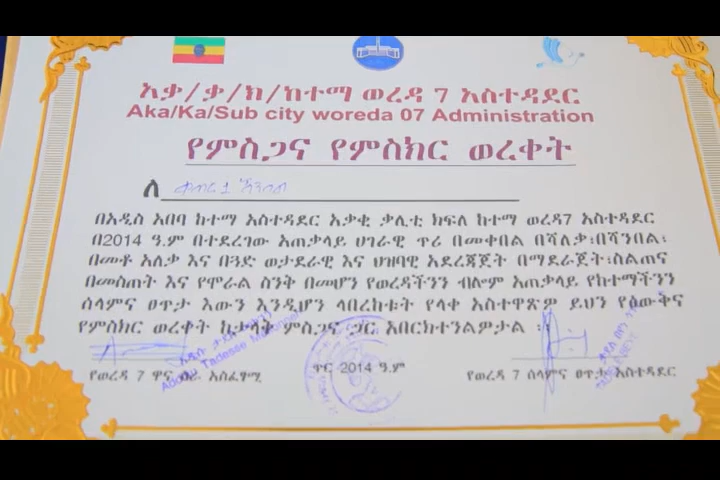 አቃ/ቃ/ክ/ከተማ ወረዳ 7 አስተዳደር
Aka/Ka/Sub city woreda 07 Administration
የምስጋና የምስክር ወረቀት
ለ
በአዲስ አበባ ከተማ አስተዳደር አቃቂ ቃሊቲ ክፍለ ከተማ ወረዳ7 አስተዳደር
በ2014 ዓ.ም በተደረገው አጠቃላይ ሀገራዊ ጥሪ በመቀበል በሻለቃ፣በሻንበል፣
በመቶ አለቃ እና በጓድ ወታደራዊ እና ህዝባዊ አደረጃጀት በማደራጀት፣ስልጠና
በመስጠት እና የሞራል ስንቅ በመሆን የወረዳችንን ብሎም አጠቃላይ የከተማችንን
ሰላምና ፀጥታ እውን እንዲሆን ላበረከቱት የላቀ አስተዋጽዎ ይህን የዕውቅና
የምስክር ወረቀት ከታላቅ ምስጋና ጋር አበርክተንልዎታል ፡፡
የወረዳ 7 ዋና ስራ አስፈፃሚ
ጥር 2014 ዓ.ም
የወረዳ 7 ሰላምና ፀጥታ አስተዳደር